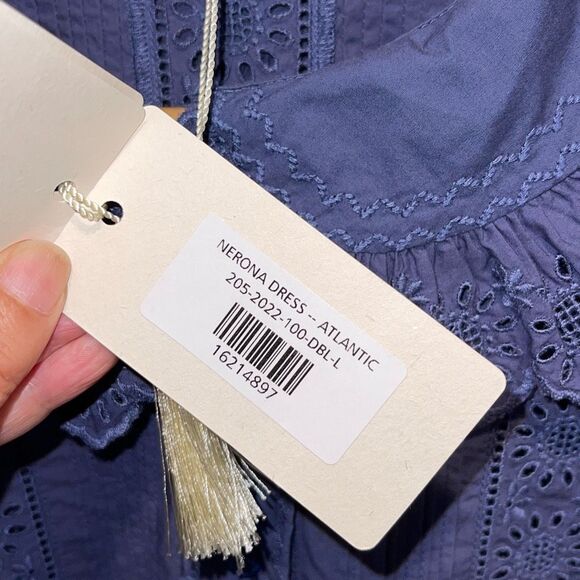 NERONA DRESS -- ATLANTIC
205-2022-100-DBL-L
16214897